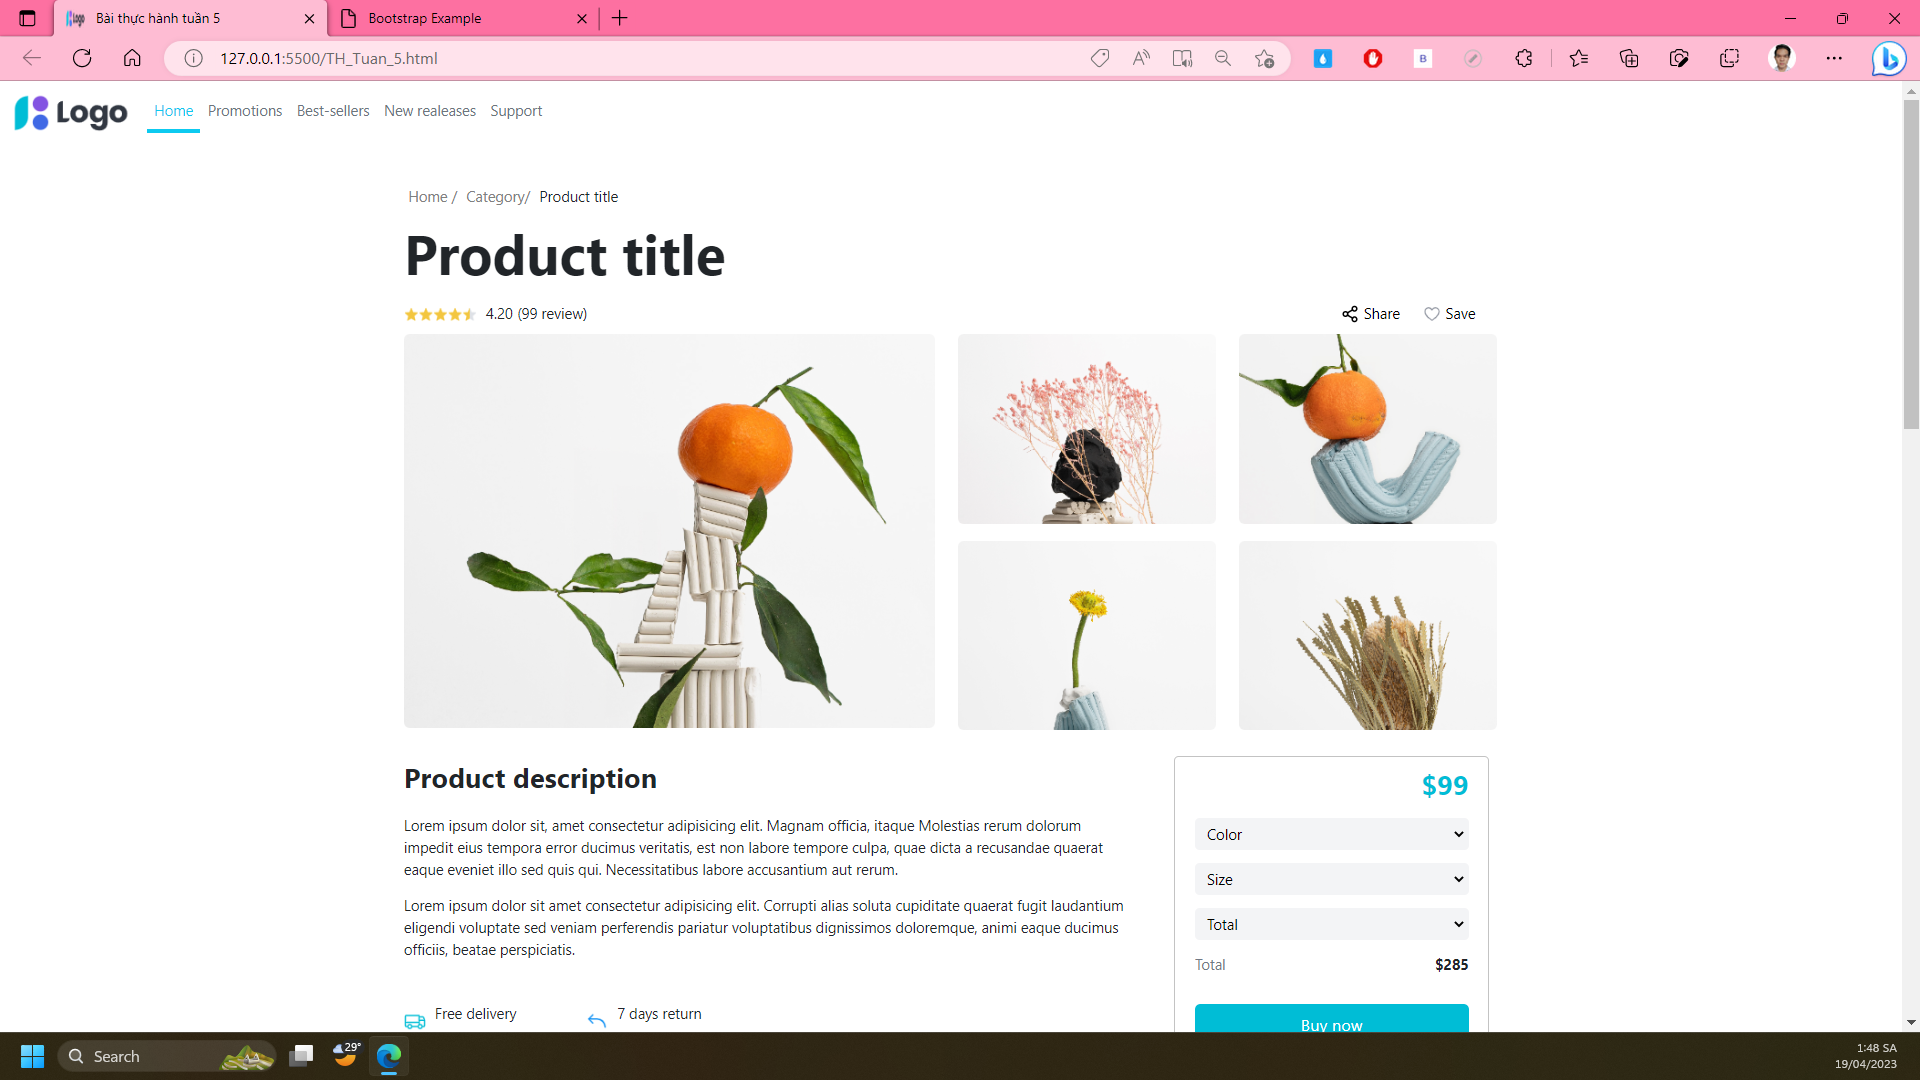 Bài thực hành tuần 5
Bootstrap Example
127.0.0.1:5500/TH_Tuan_5.html
B
Logo
Home
Promotions
Best-sellers
New realeases
Support
Home /
Category/
Product title
Product title
4.20 (99 review)
Share
Save
Product description
$99
Lorem ipsum dolor sit, amet consectetur adipisicing elit. Magnam officia, itaque Molestias rerum dolorum
impedit eius tempora error ducimus veritatis, est non labore tempore culpa, quae dicta a recusandae quaerat
eaque eveniet illo sed quis qui. Necessitatibus labore accusantium aut rerum.
Lorem ipsum dolor sit amet consectetur adipisicing elit. Corrupti alias soluta cupiditate quaerat fugit laudantium
eligendi voluptate sed veniam perferendis pariatur voluptatibus dignissimos doloremque, animi eaque ducimus
officiis, beatae perspiciatis.
Color
Size
Total
Total
$285
Free delivery
7 days return
Buy now
Search
29°
1:48 SA
19/04/2023